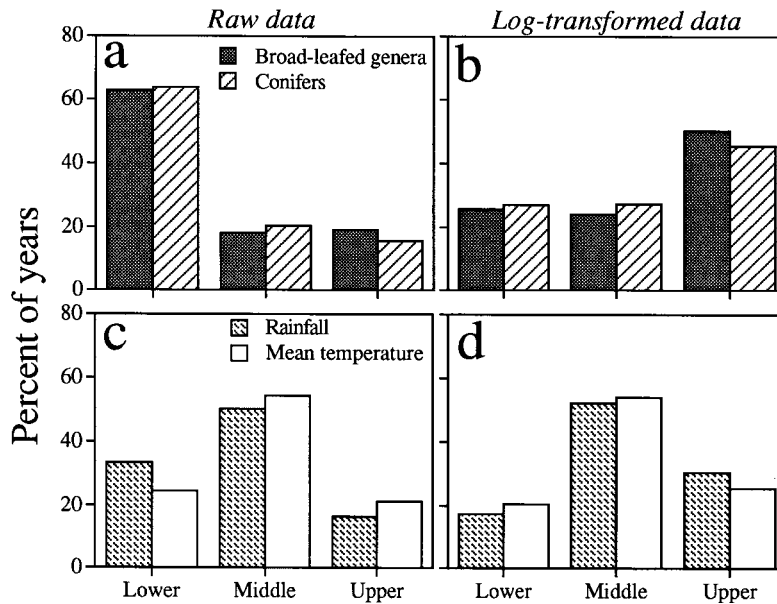 Raw data
Log-transformed data
Percent of years
80
60
40
20
0
a
Broad-leafed genera
Conifers
b
80
60
40
20
0
c
Rainfall
Mean temperature
d
Lower Middle Upper
Lower Middle Upper